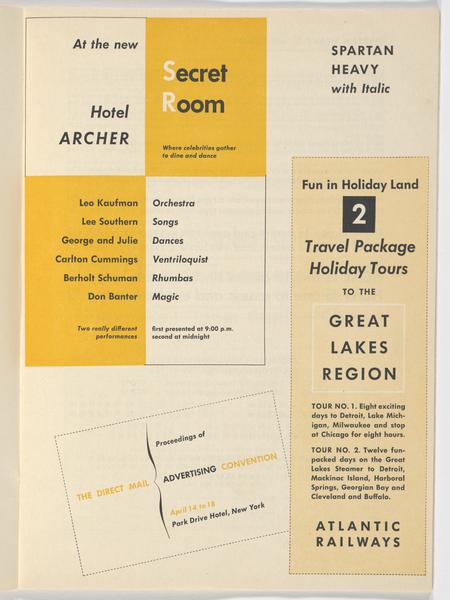 At the new
Hotel
ARCHER
Secret
Room
Where celebrities gather
to dine and dance
Leo Kaufman Orchestra
Lee Southern Songs
George and Julie Dances
Carlton Cummings Ventriloquist
Berholt Schuman Rhumbas
Don Banter Magic
Two really different
performances
first presented at 9:00 p.m.
second at midnight
SPARTAN
HEAVY
with Italic
Fun in Holiday Land
2
Travel Package
Holiday Tours
TO THE
GREAT
LAKES
REGION
TOUR NO. 1. Eight exciting
days to Detroit, Lake Mich-
igan, Milwaukee and stop
at Chicago for eight hours.
TOUR NO. 2. Twelve fun-
packed days on the Great
Lakes Steamer to Detroit,
Mackinac Island, Harboral
Springs, Georgian Bay and
Cleveland and Buffalo.
ATLANTIC
RAILWAYS
Proceedings of
THE DIRECT MAIL ADVERTISING CONVENTION
April 14 to 18
Park Drive Hotel, New York